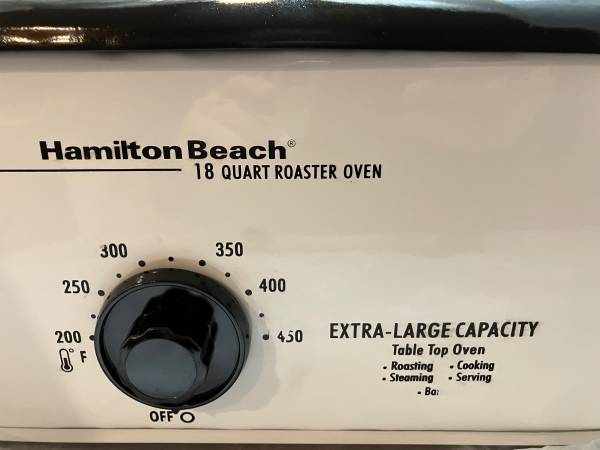 Hamilton Beach®
18 QUART ROASTER OVEN
300 350
250 400
200 450
°F
OFF O
EXTRA-LARGE CAPACITY
Table Top Oven
• Roasting • Cooking
• Steaming • Serving